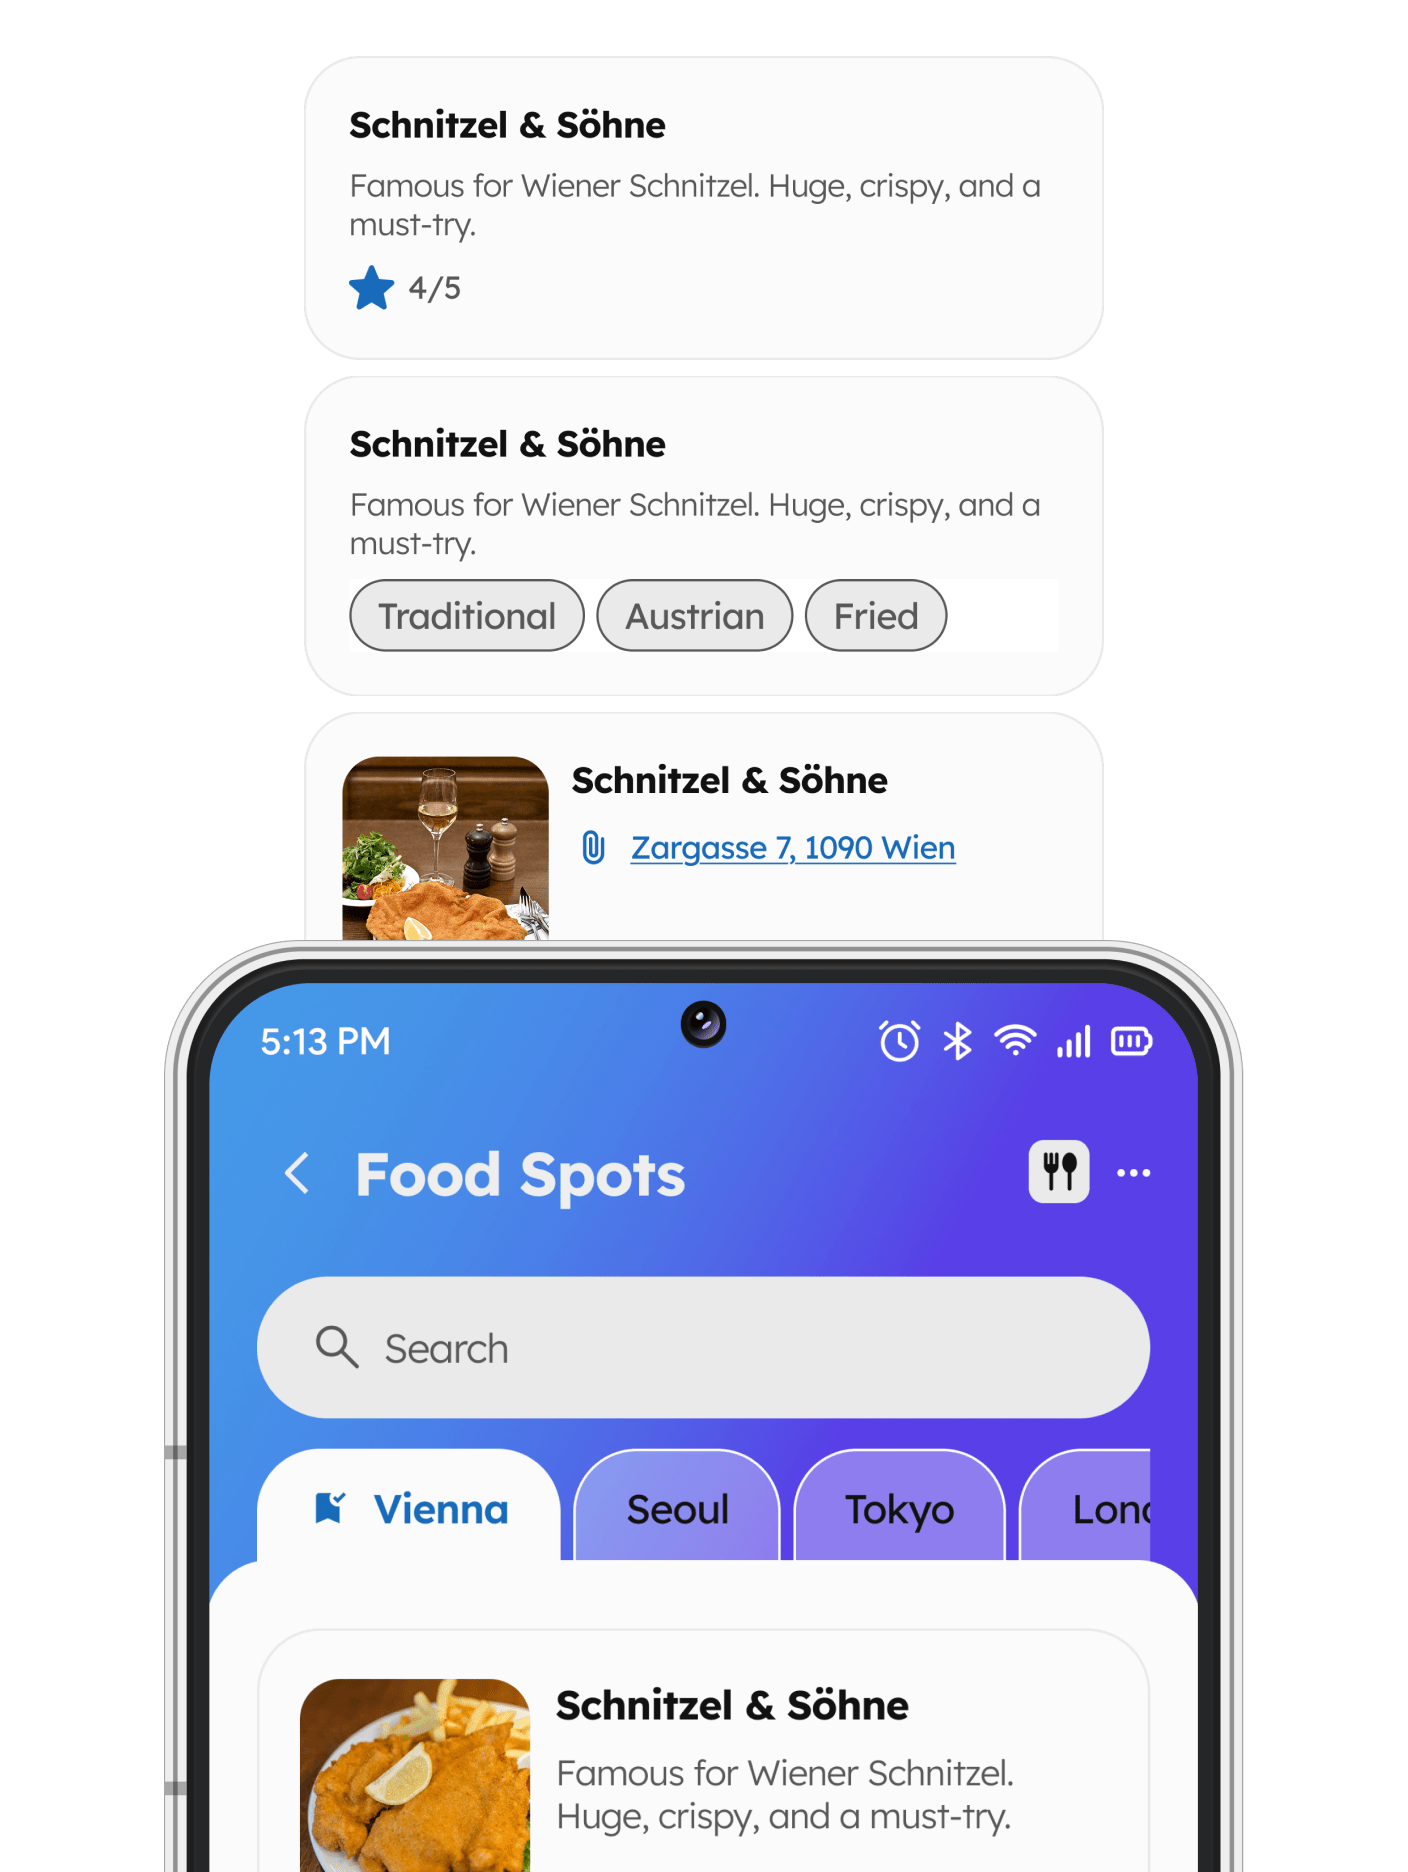 Schnitzel & Söhne
Famous for Wiener Schnitzel. Huge, crispy, and a
must-try.
4/5
Schnitzel & Söhne
Famous for Wiener Schnitzel. Huge, crispy, and a
must-try.
Traditional Austrian Fried
Schnitzel & Söhne
Zargasse 7, 1090 Wien
5:13 PM
Food Spots
Search
Vienna Seoul Tokyo
Schnitzel & Söhne
Famous for Wiener Schnitzel.
Huge, crispy, and a must-try.